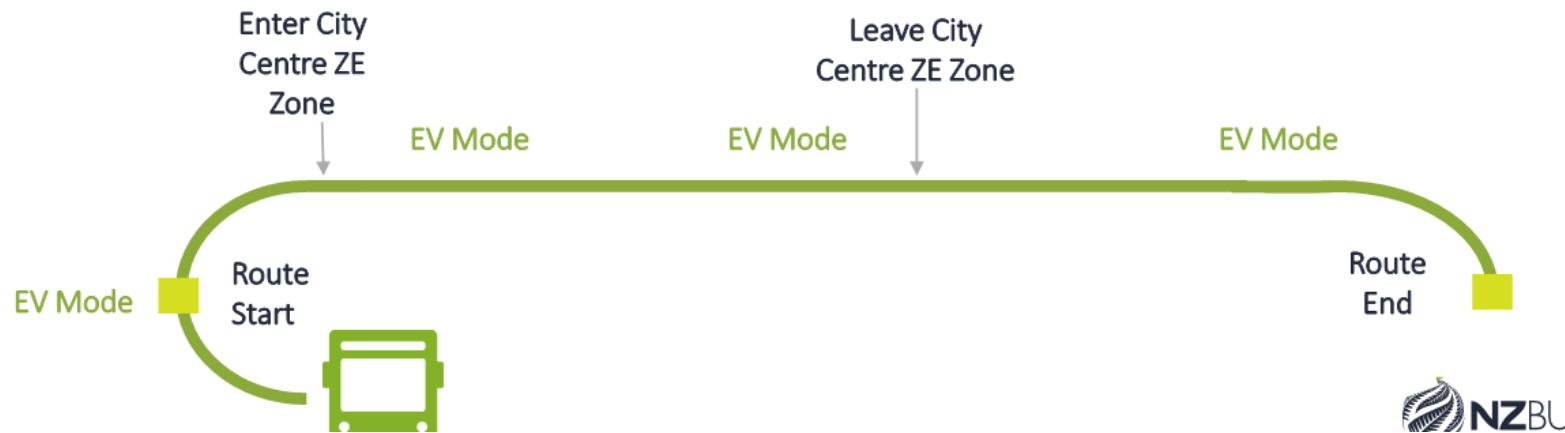 Enter City
Centre ZE
Zone
Leave City
Centre ZE Zone
EV Mode
EV Mode
EV Mode
EV Mode
Route
Start
Route
End
NZBU